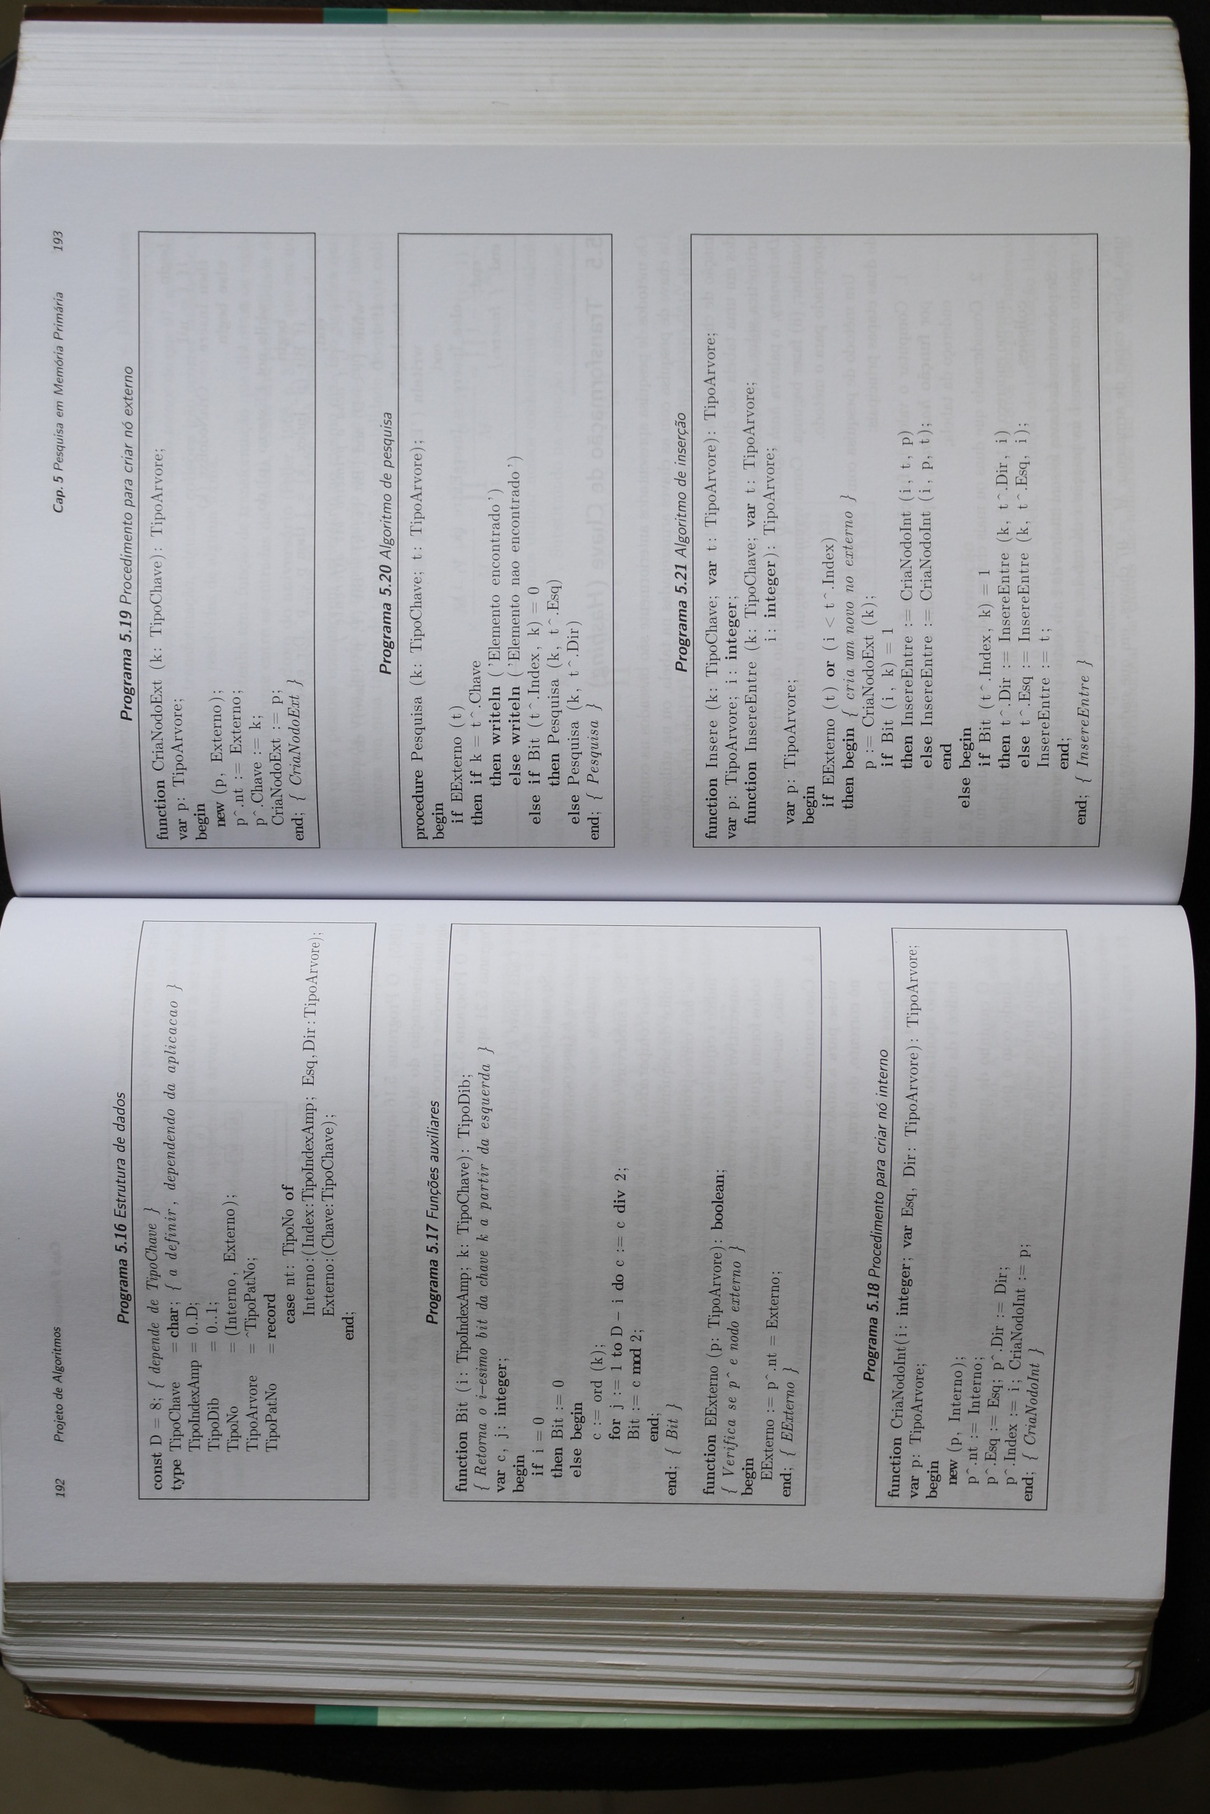 192 Projeto de Algoritmos
Programa 5.16 Estrutura de dados
const D = 8; { depende de TipoChave }
type TipoChave = char; { a definir, dependendo da aplicacao }
TipoIndexAmp = 0..D;
TipoDib = 0..1;
TipoNo = (Interno, Externo);
TipoArvore = ^TipoPatNo;
TipoPatNo = record
case nt: TipoNo of
Interno:(Index:TipoIndexAmp; Esq,Dir:TipoArvore);
Externo:(Chave:TipoChave);
end;
Programa 5.17 Funções auxiliares
function Bit (i: TipoIndexAmp; k: TipoChave): TipoDib;
{ Retorna o i-esimo bit da chave k a partir da esquerda }
var c, j: integer;
begin
if i = 0
then Bit := 0
else begin
c := ord (k);
for j := 1 to D - i do c := c div 2;
Bit := c mod 2;
end;
end; { Bit }
function EExterno (p: TipoArvore): boolean;
{ Verifica se p^ e nodo externo }
begin
EExterno := p^.nt = Externo;
end; { EExterno }
Programa 5.18 Procedimento para criar nó interno
function CriaNodoInt(i: integer; var Esq, Dir: TipoArvore): TipoArvore;
var p: TipoArvore;
begin
new (p, Interno);
p^.nt := Interno;
p^.Esq := Esq; p^.Dir := Dir;
p^.Index := i; CriaNodoInt := p;
end; { CriaNodoInt }
Cap. 5 Pesquisa em Memória Primária 193
Programa 5.19 Procedimento para criar nó externo
function CriaNodoExt (k: TipoChave): TipoArvore;
var p: TipoArvore;
begin
new (p, Externo);
p^.nt := Externo;
p^.Chave := k;
CriaNodoExt := p;
end; { CriaNodoExt }
Programa 5.20 Algoritmo de pesquisa
procedure Pesquisa (k: TipoChave; t: TipoArvore);
begin
if EExterno (t)
then if k = t^.Chave
then writeln ('Elemento encontrado')
else writeln ('Elemento nao encontrado')
else if Bit (t^.Index, k) = 0
then Pesquisa (k, t^.Esq)
else Pesquisa (k, t^.Dir)
end; { Pesquisa }
Programa 5.21 Algoritmo de inserção
function Insere (k: TipoChave; var t: TipoArvore): TipoArvore;
var p: TipoArvore; i: integer;
function InsereEntre (k: TipoChave; var t: TipoArvore;
i: integer): TipoArvore;
var p: TipoArvore;
begin
if EExterno (t) or (i < t^.Index)
then begin { cria um novo no externo }
p := CriaNodoExt (k);
if Bit (i, k) = 1
then InsereEntre := CriaNodoInt (i, t, p)
else InsereEntre := CriaNodoInt (i, p, t);
end
else begin
if Bit (t^.Index, k) = 1
then t^.Dir := InsereEntre (k, t^.Dir, i)
else t^.Esq := InsereEntre (k, t^.Esq, i);
InsereEntre := t;
end;
end; { InsereEntre }